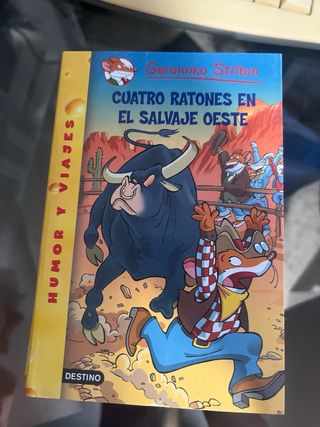 Geronimo Stilton
CUATRO RATONES EN
EL SALVAJE OESTE
HUMOR Y VIAJES
DESTINO